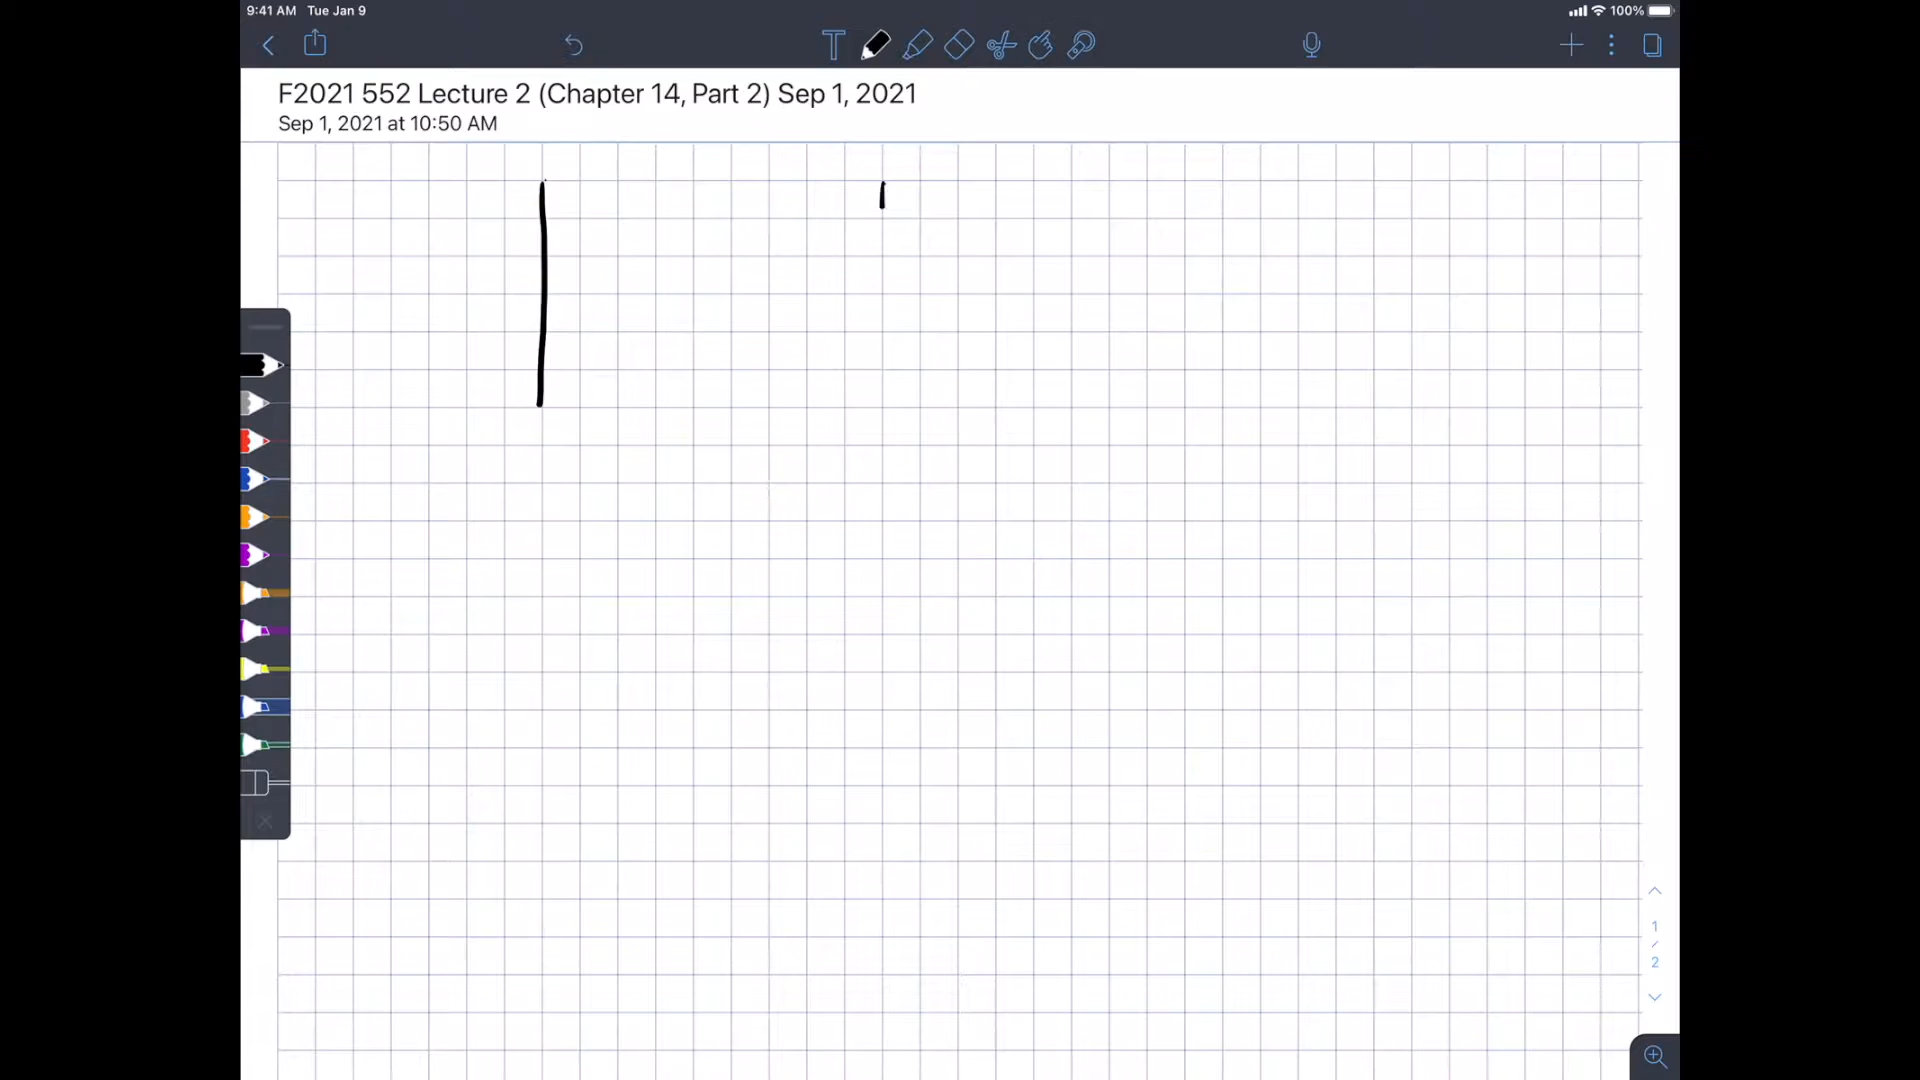 9:41 AM Tue Jan 9
100%
T
F2021 552 Lecture 2 (Chapter 14, Part 2) Sep 1, 2021
Sep 1, 2021 at 10:50 AM
1
/
2